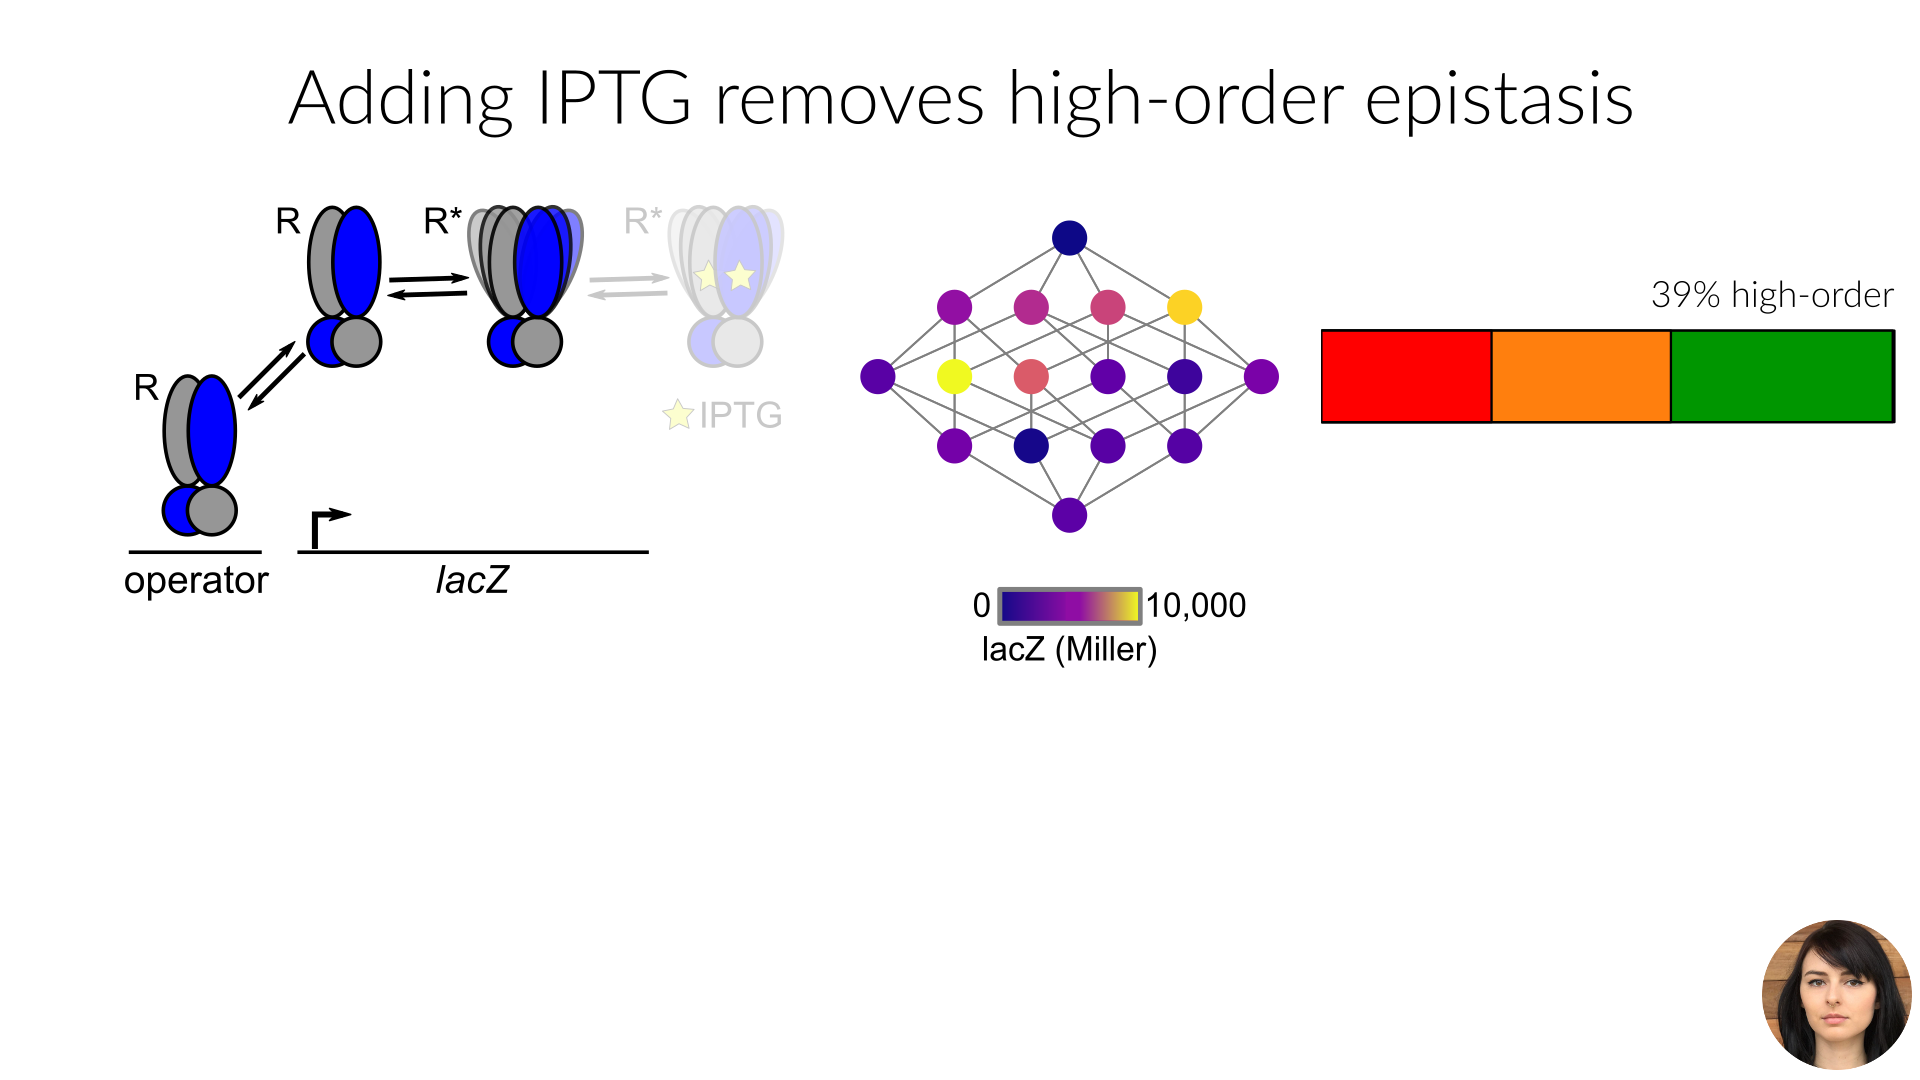 Adding IPTG removes high-order epistasis
R
R*
R*
39% high-order
R
IPTG
operator
lacZ
0
10,000
lacZ (Miller)